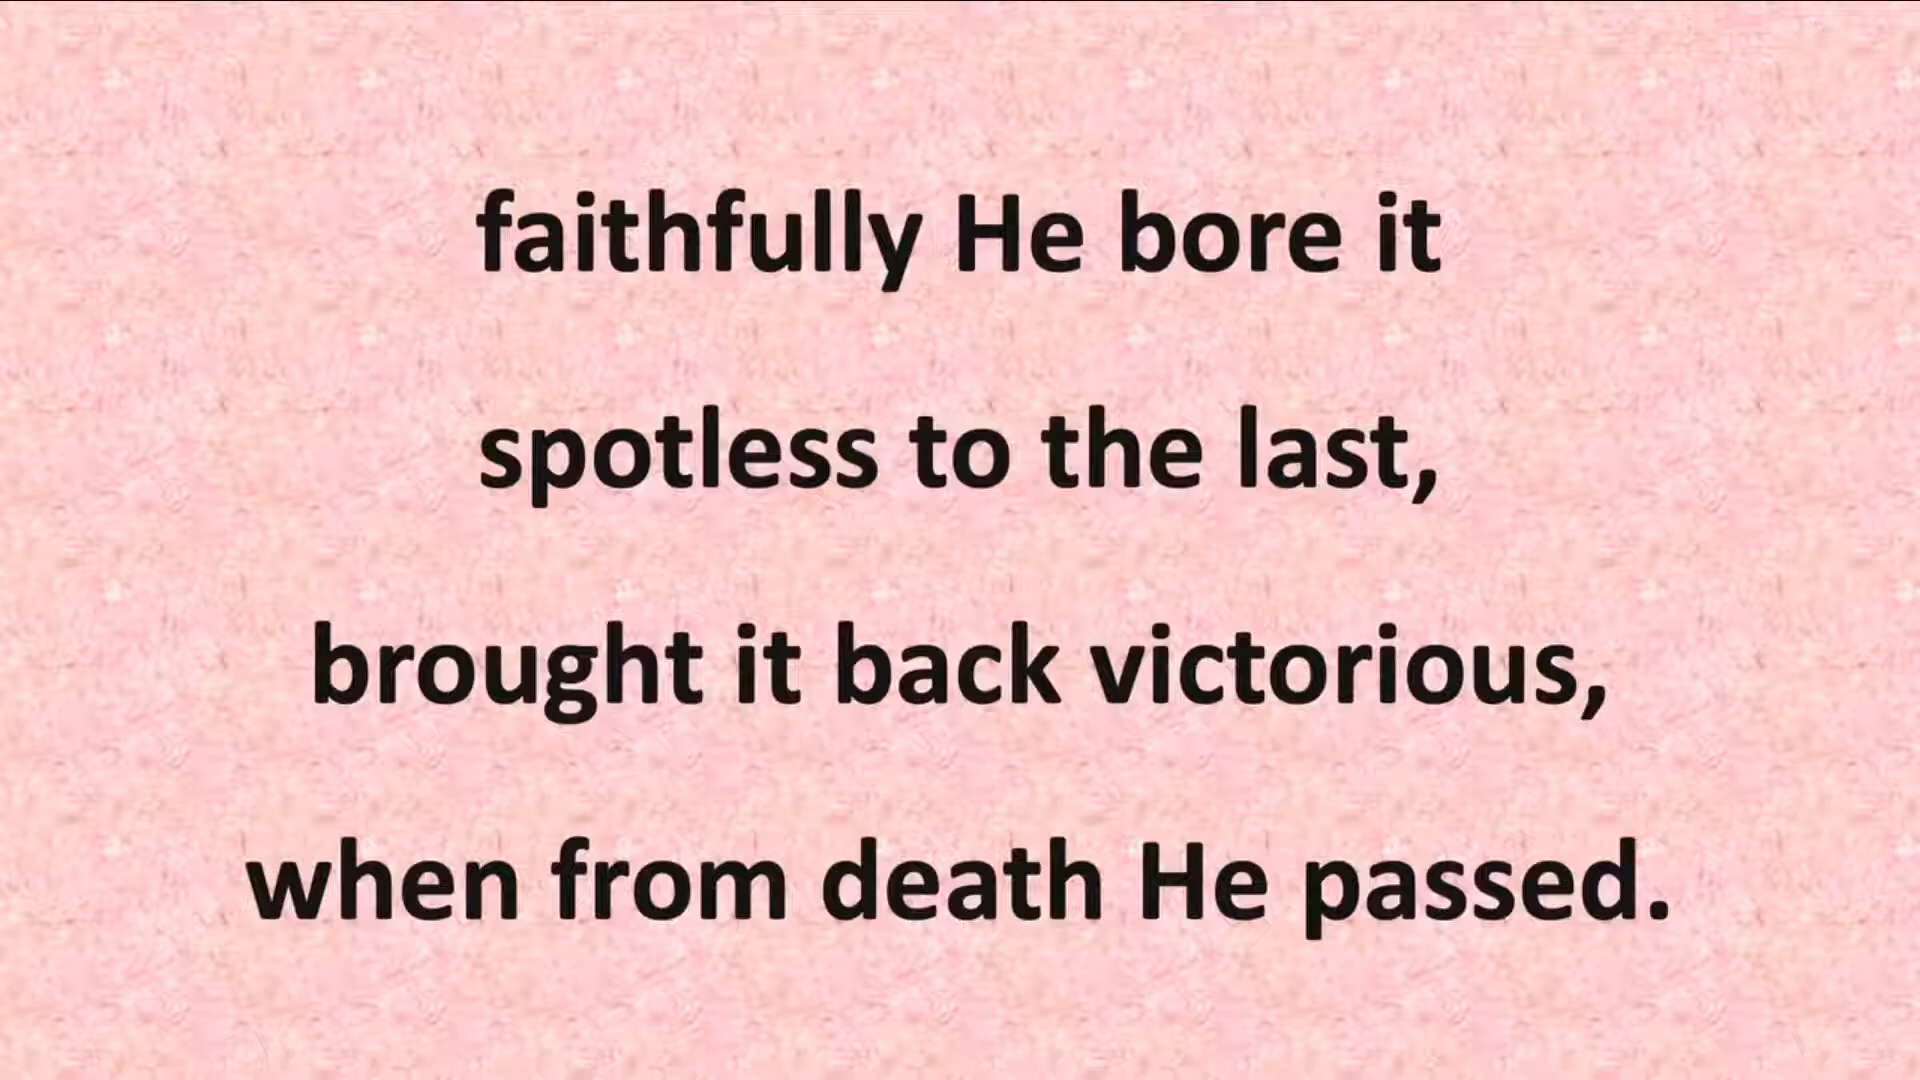 faithfully He bore it
spotless to the last,
brought it back victorious,
when from death He passed.